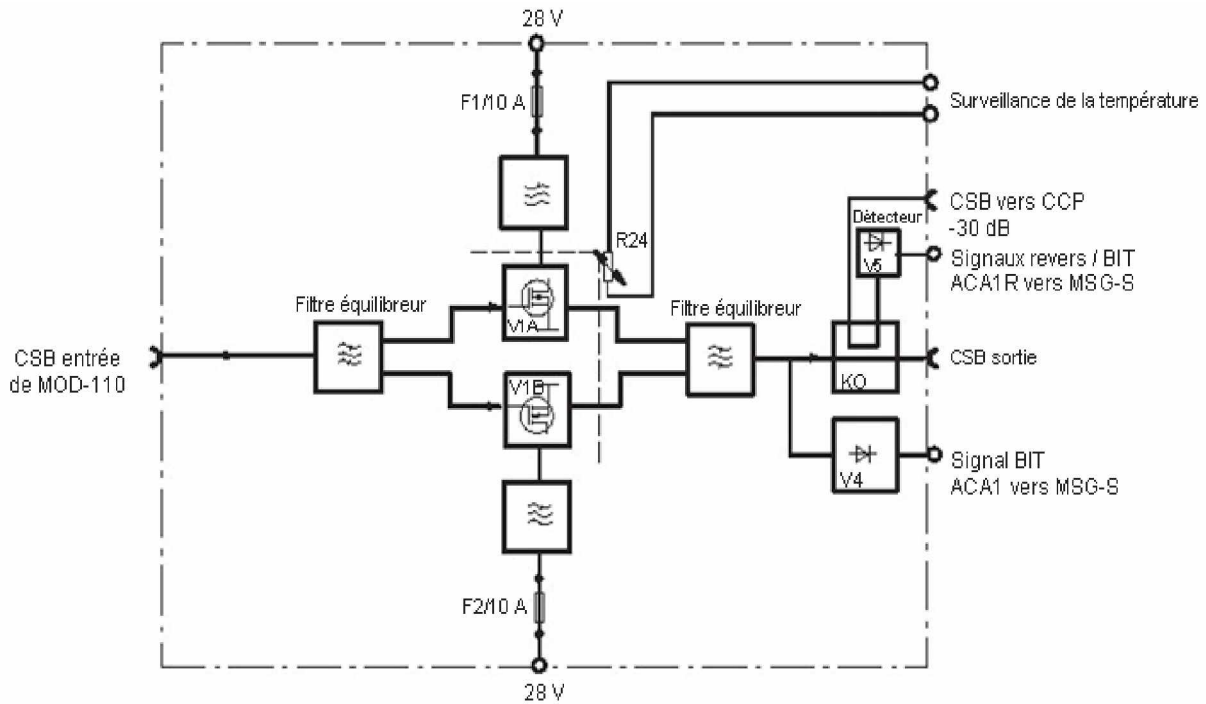 28 V
F1/10 A
Surveillance de la température
CSB vers CCP
-30 dB
Détecteur
V5
Signaux revers / BIT
ACA1R vers MSG-S
R24
Filtre équilibreur
V1A
Filtre équilibreur
CSB entrée
de MOD-110
V1B
KO
CSB sortie
V4
Signal BIT
ACA1 vers MSG-S
F2/10 A
28 V